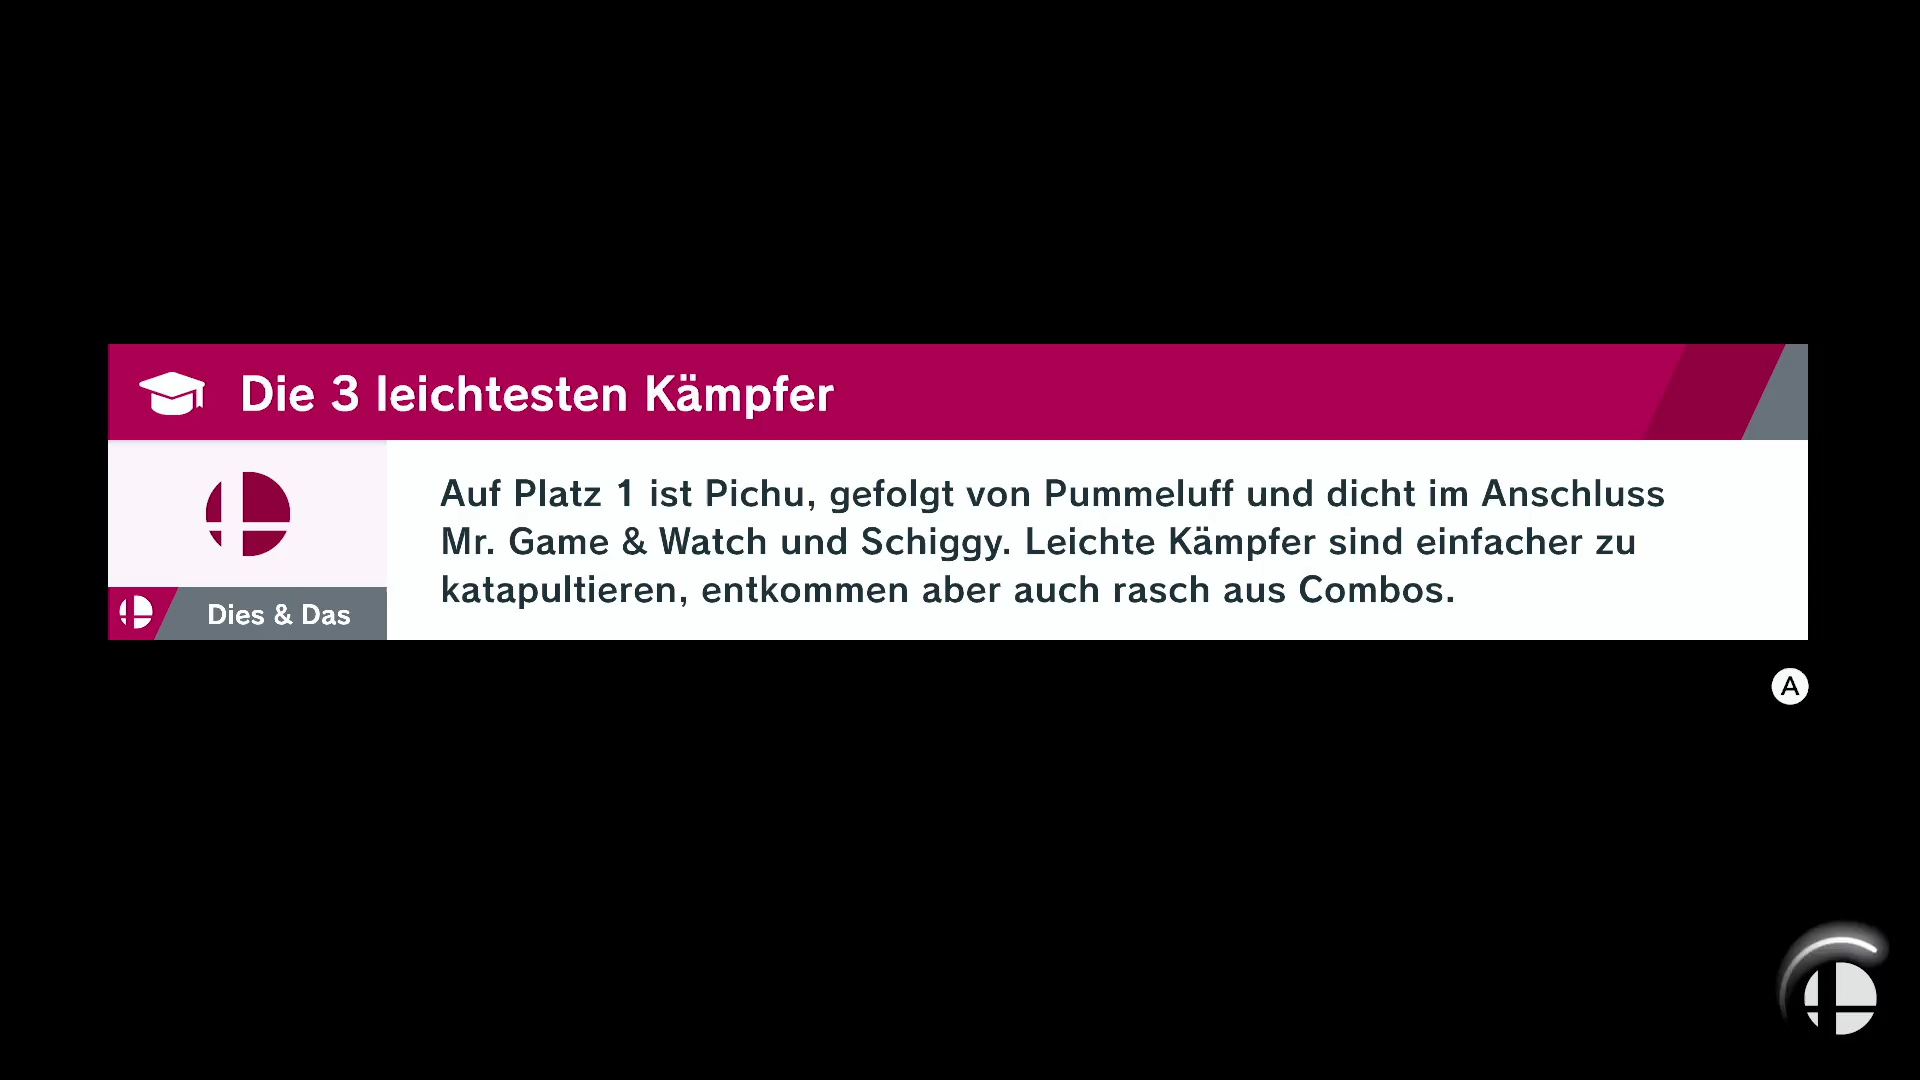 Die 3 leichtesten Kämpfer
Auf Platz 1 ist Pichu, gefolgt von Pummeluff und dicht im Anschluss
Mr. Game & Watch und Schiggy. Leichte Kämpfer sind einfacher zu
katapultieren, entkommen aber auch rasch aus Combos.
Dies & Das
A